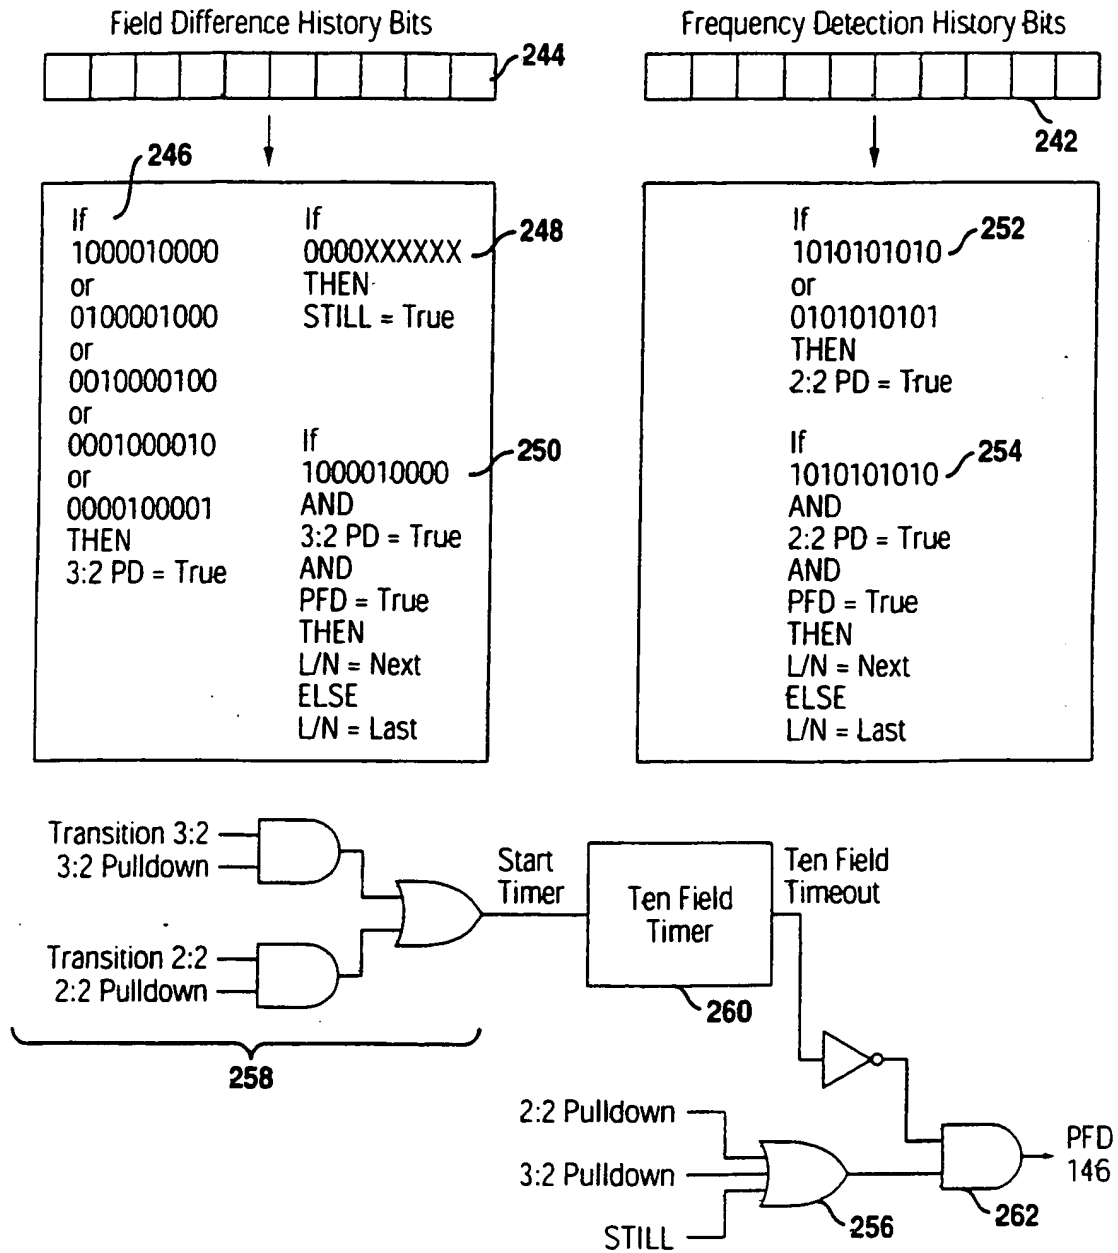 Field Difference History Bits
244
246
If
1000010000
or
0100001000
or
0010000100
or
0001000010
or
0000100001
THEN
3:2 PD = True
If
0000XXXXXX
248
THEN
STILL = True
If
1000010000
250
AND
3:2 PD = True
AND
PFD = True
THEN
L/N = Next
ELSE
L/N = Last
Frequency Detection History Bits
242
If
1010101010
252
or
0101010101
THEN
2:2 PD = True
If
1010101010
254
AND
2:2 PD = True
AND
PFD = True
THEN
L/N = Next
ELSE
L/N = Last
Transition 3:2
3:2 Pulldown
Transition 2:2
2:2 Pulldown
258
Start
Timer
Ten Field
Timer
260
Ten Field
Timeout
2:2 Pulldown
3:2 Pulldown
STILL
256
262
PFD
146